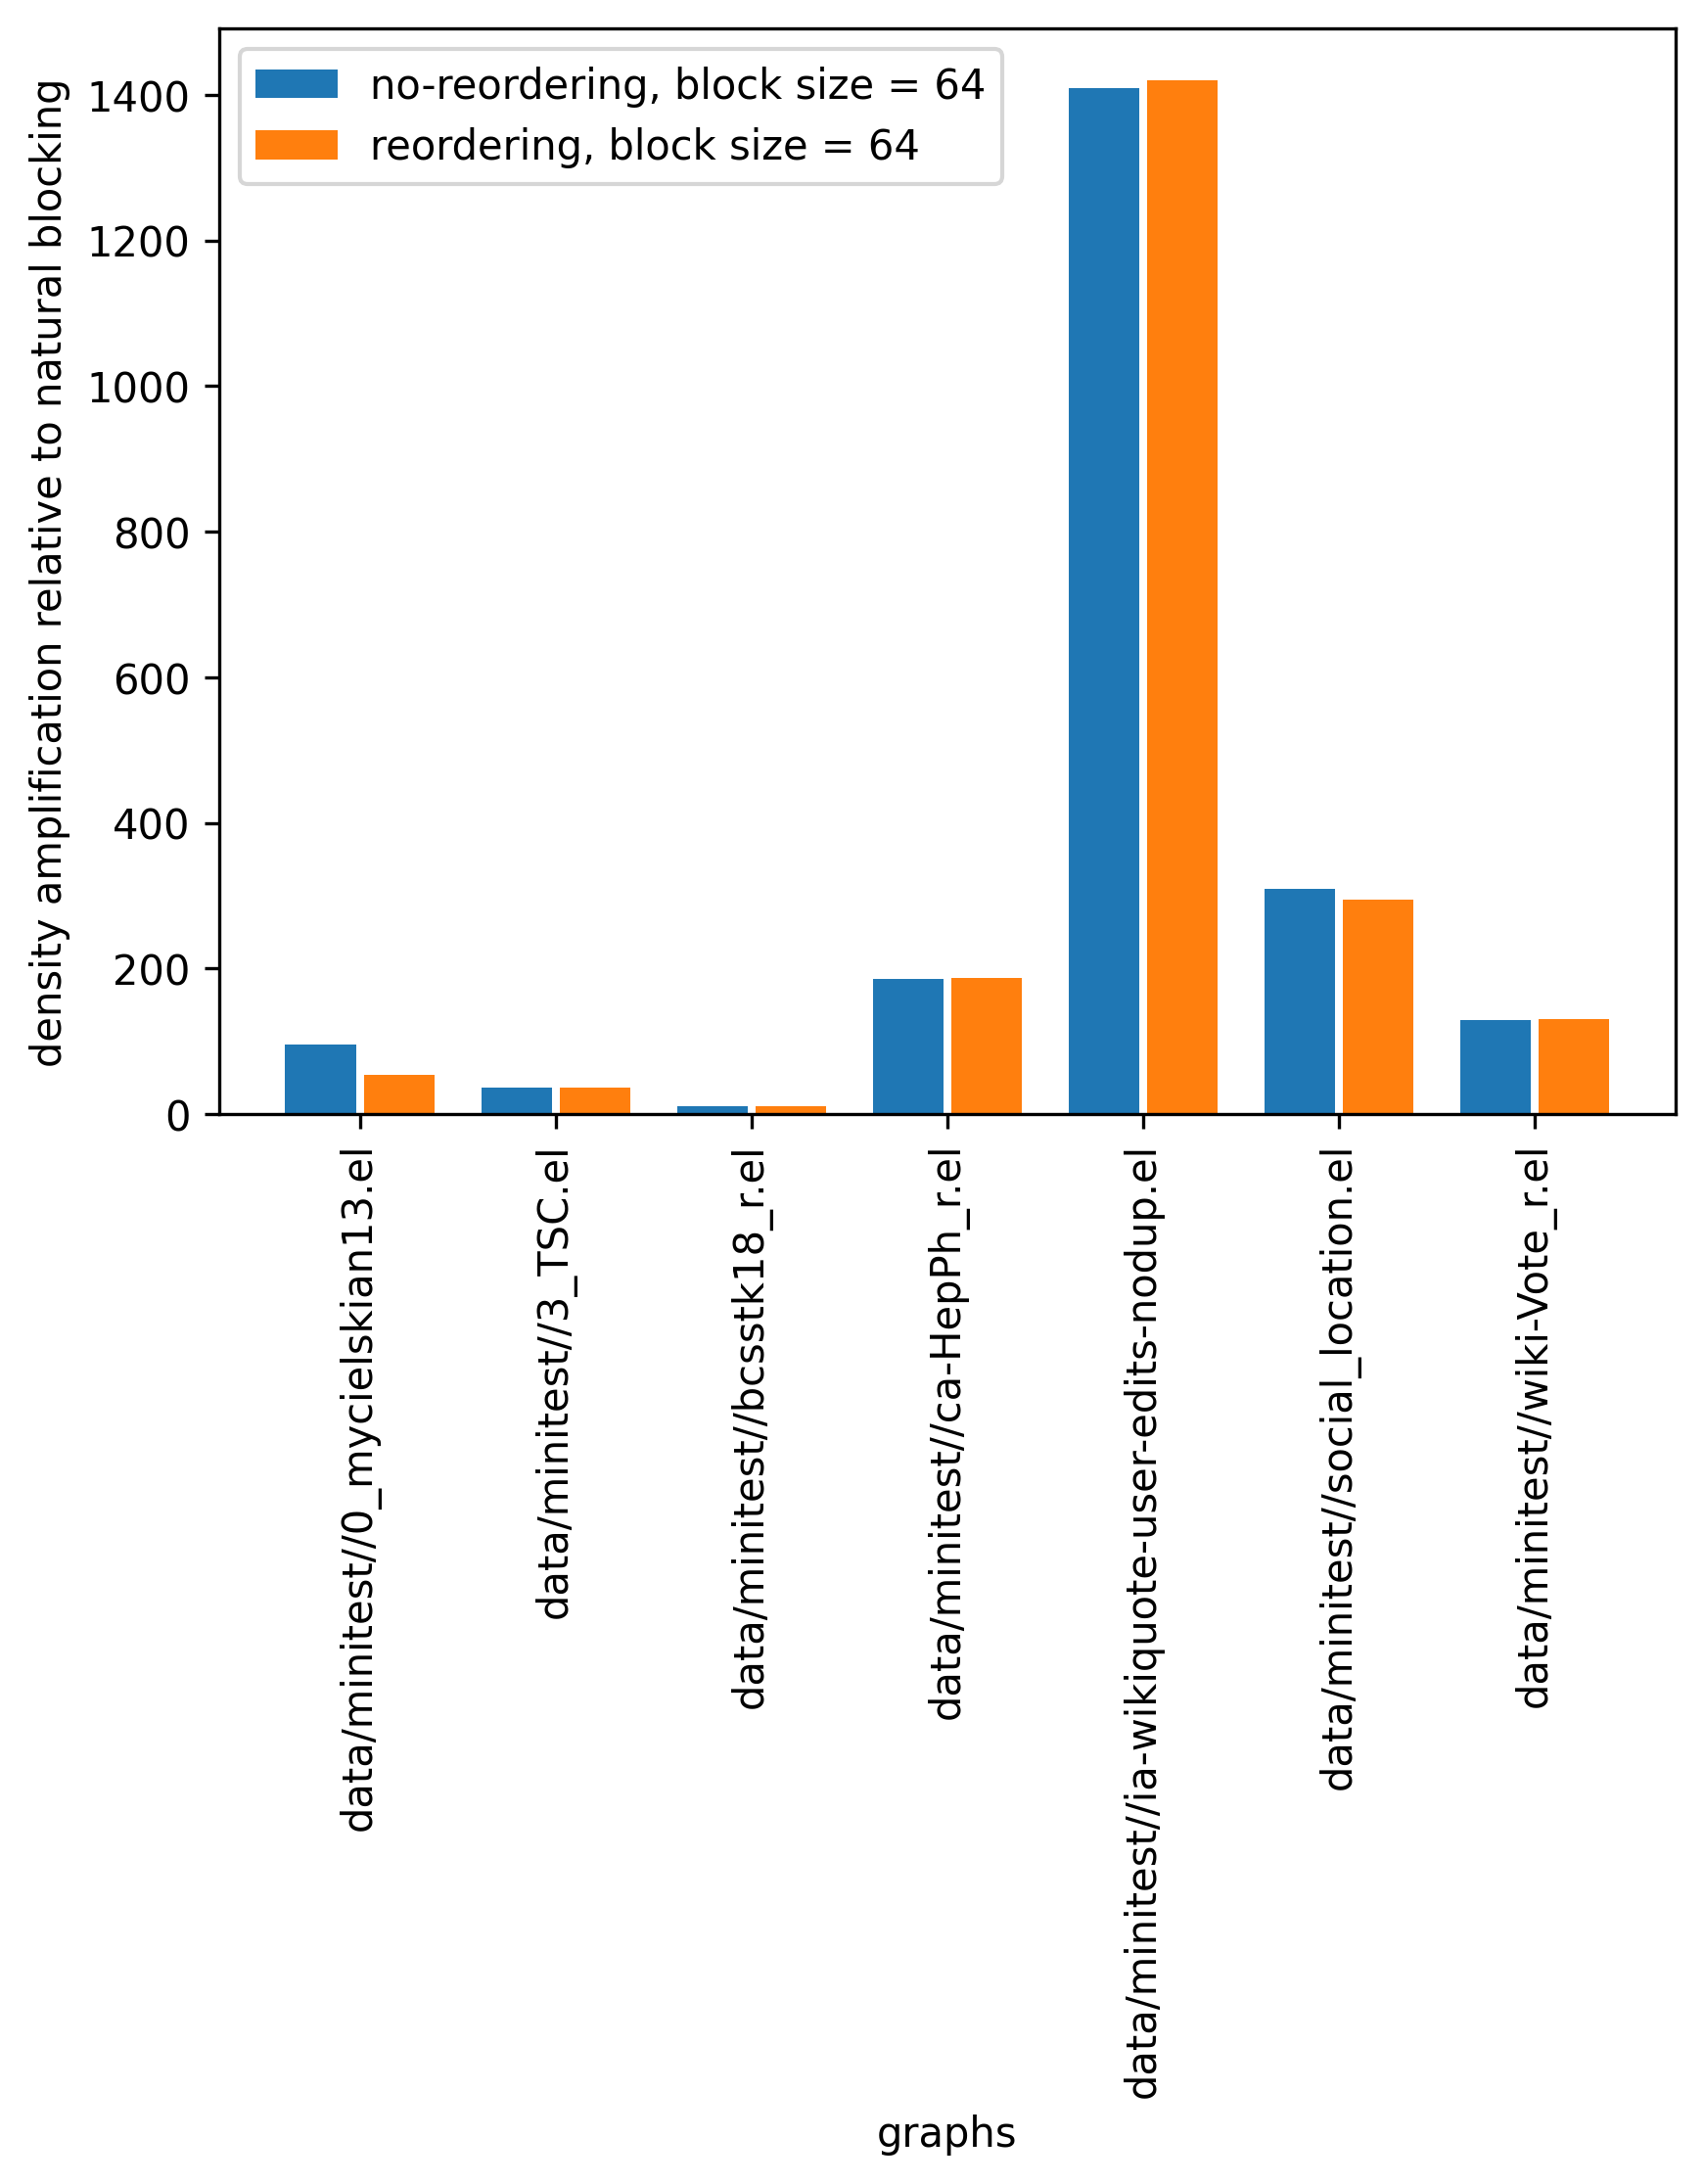 no-reordering, block size = 64
reordering, block size = 64
density amplification relative to natural blocking
1400
1200
1000
800
600
400
200
0
data/minitest//0_mycielskian13.el
data/minitest//3_TSC.el
data/minitest//bcsstk18_r.el
data/minitest//ca-HepPh_r.el
data/minitest//ia-wikiquote-user-edits-nodup.el
data/minitest//social_location.el
data/minitest//wiki-Vote_r.el
graphs